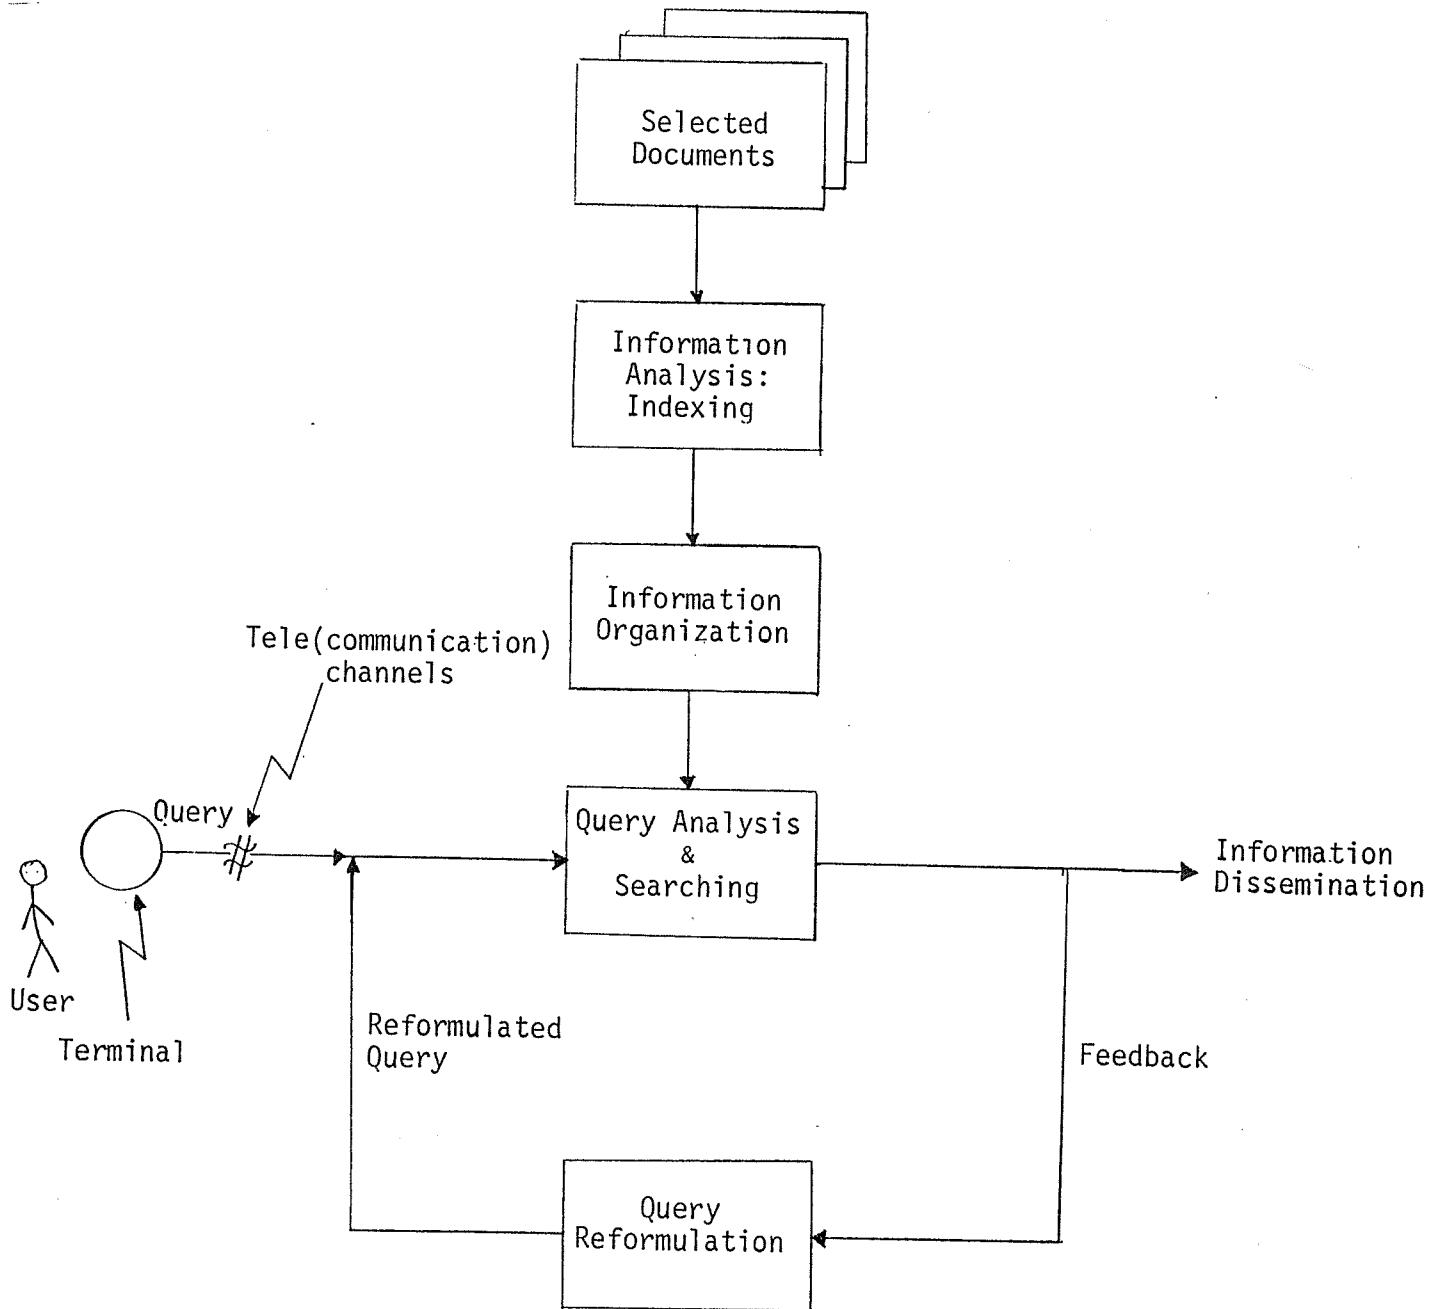 Selected
Documents
Information
Analysis:
Indexing
Information
Organization
Tele(communication)
channels
Query
Query Analysis
&
Searching
Information
Dissemination
User
Terminal
Reformulated
Query
Feedback
Query
Reformulation